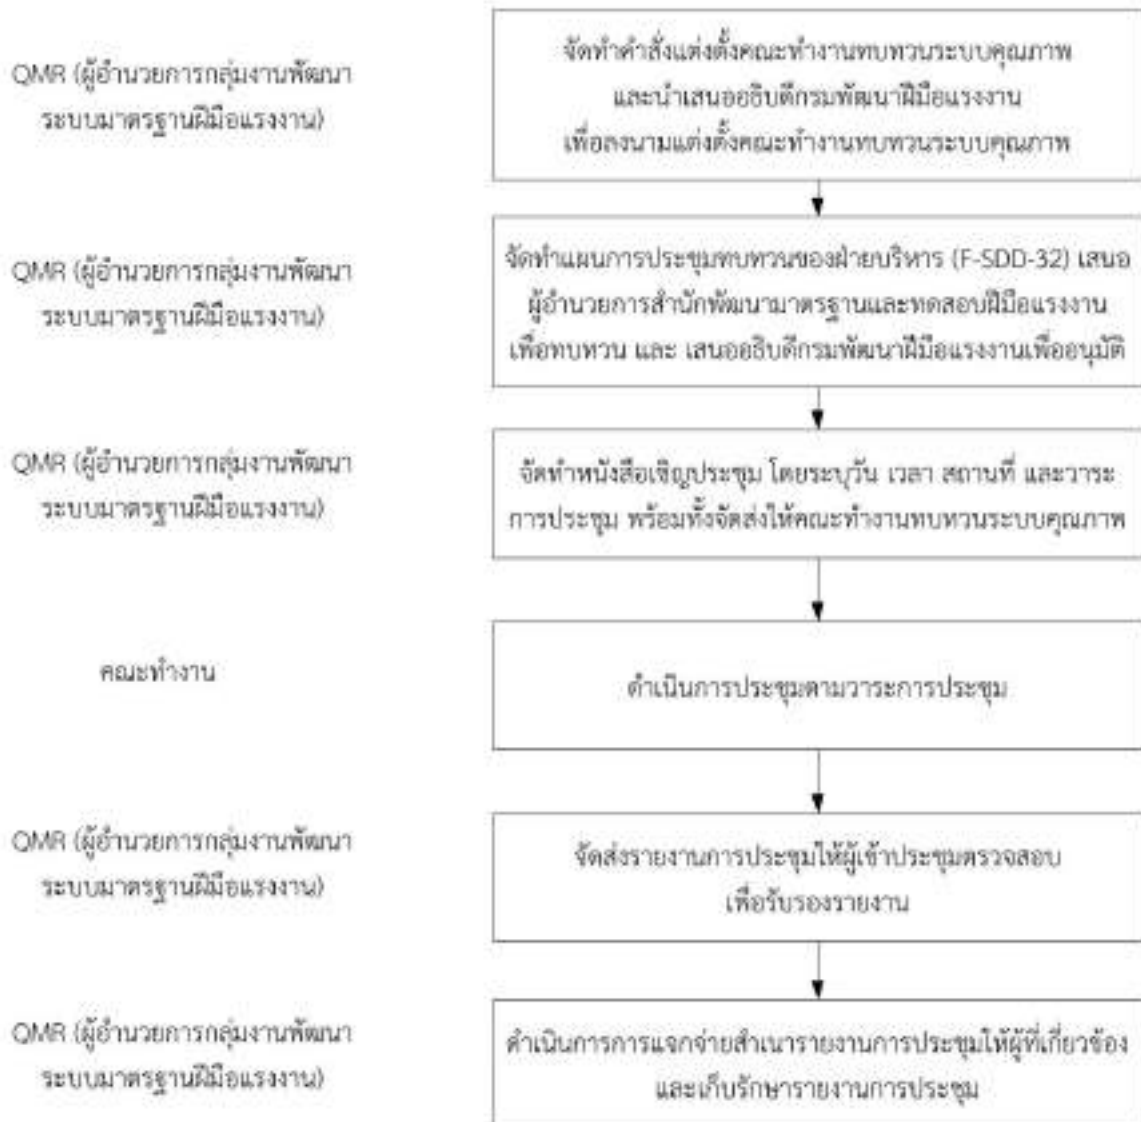 QMR (ผู้อำนวยการกลุ่มงานพัฒนา
ระบบมาตรฐานฝีมือแรงงาน)
จัดทำคำสั่งแต่งตั้งคณะทำงานทบทวนระบบคุณภาพ
และนำเสนออธิบดีกรมพัฒนาฝีมือแรงงาน
เพื่อลงนามแต่งตั้งคณะทำงานทบทวนระบบคุณภาพ
QMR (ผู้อำนวยการกลุ่มงานพัฒนา
ระบบมาตรฐานฝีมือแรงงาน)
จัดทำแผนการประชุมทบทวนของฝ่ายบริหาร (F-SDD-32) เสนอ
ผู้อำนวยการสำนักพัฒนามาตรฐานและทดสอบฝีมือแรงงาน
เพื่อทบทวน และ เสนออธิบดีกรมพัฒนาฝีมือแรงงานเพื่ออนุมัติ
QMR (ผู้อำนวยการกลุ่มงานพัฒนา
ระบบมาตรฐานฝีมือแรงงาน)
จัดทำหนังสือเชิญประชุม โดยระบุวัน เวลา สถานที่ และวาระ
การประชุม พร้อมทั้งจัดส่งให้คณะทำงานทบทวนระบบคุณภาพ
คณะทำงาน
ดำเนินการประชุมตามวาระการประชุม
QMR (ผู้อำนวยการกลุ่มงานพัฒนา
ระบบมาตรฐานฝีมือแรงงาน)
จัดส่งรายงานการประชุมให้ผู้เข้าประชุมตรวจสอบ
เพื่อรับรองรายงาน
QMR (ผู้อำนวยการกลุ่มงานพัฒนา
ระบบมาตรฐานฝีมือแรงงาน)
ดำเนินการการแจกจ่ายสำเนารายงานการประชุมให้ผู้ที่เกี่ยวข้อง
และเก็บรักษารายงานการประชุม